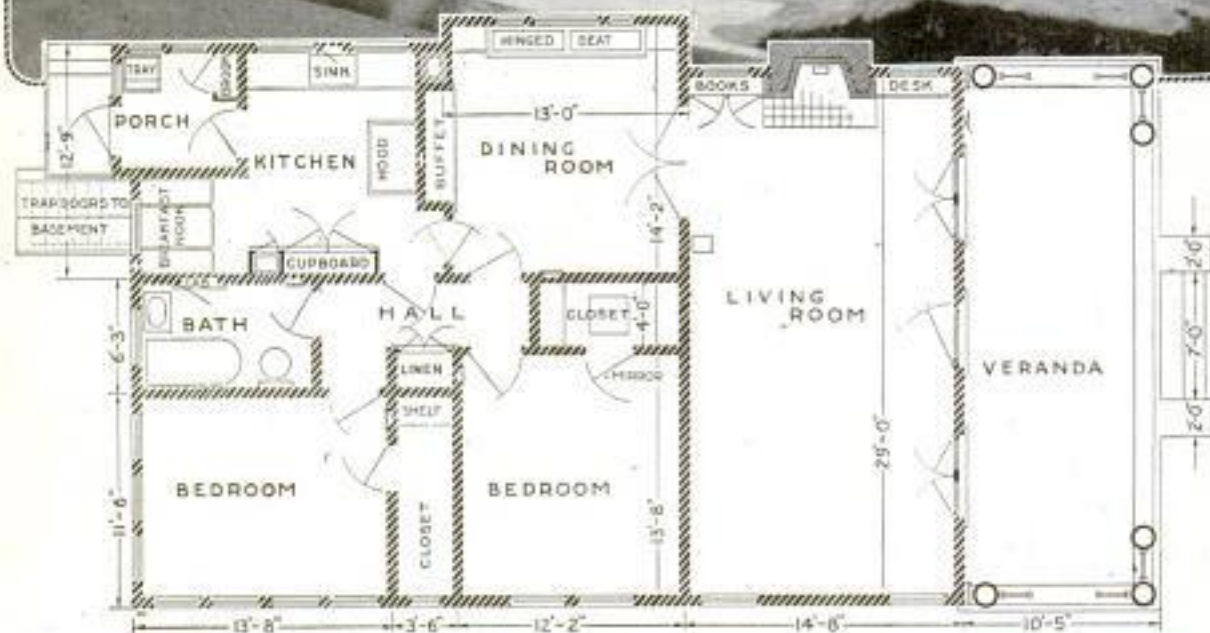 HINGED SEAT
TRAY
BROOM
SINK
BOOKS
DESK
PORCH
12'-9"
KITCHEN
HOOD
BUFFET
13'-0"
DINING
ROOM
14'-2"
TRAPDOORS TO
BASEMENT
BREAKFAST
NOOK
CUPBOARD
2'-0"
BATH
HALL
CLOSET
4'-0"
LIVING
ROOM
6'-3"
LINEN
MIRROR
VERANDA
7'-0"
SHELF
2'-0"
29'-0"
BEDROOM
BEDROOM
11'-6"
CLOSET
13'-8"
13'-8"
3'-6"
12'-2"
14'-6"
10'-5"